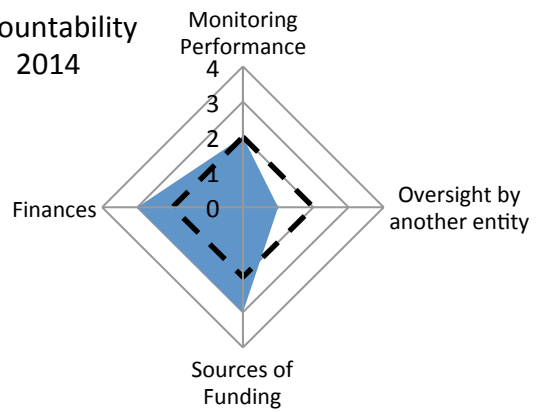 ountability
2014
Monitoring
Performance
4
3
2
1
0
Finances
Oversight by
another entity
Sources of
Funding